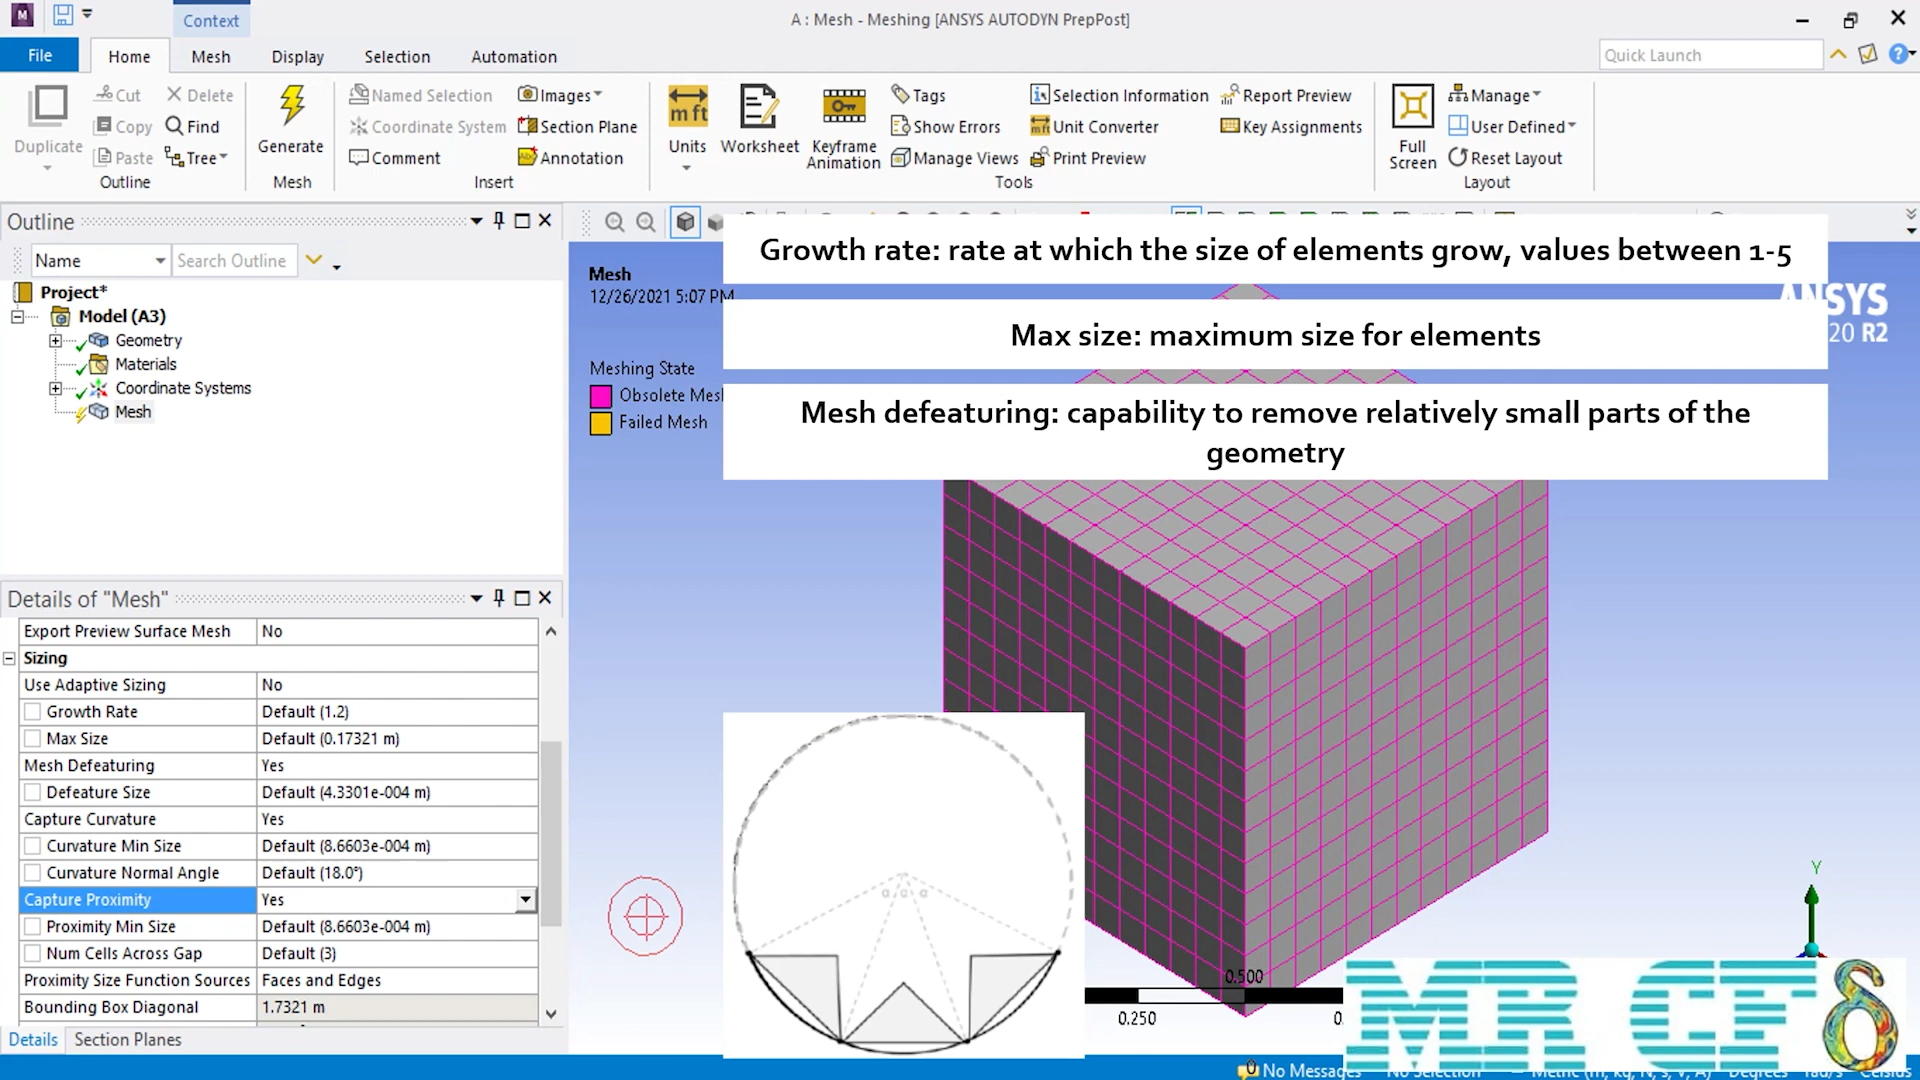 Context
A : Mesh - Meshing [ANSYS AUTODYN PrepPost]
File Home Mesh Display Selection Automation
Quick Launch
Duplicate
Cut
Copy
Paste
Delete
Find
Tree
Outline
Generate
Mesh
Named Selection
Coordinate System
Comment
Images
Section Plane
Annotation
Insert
Units
Worksheet
Keyframe
Animation
Tags
Show Errors
Manage Views
Selection Information
Unit Converter
Print Preview
Report Preview
Key Assignments
Tools
Full
Screen
Manage
User Defined
Reset Layout
Layout
Outline
Name Search Outline
Project*
Model (A3)
Geometry
Materials
Coordinate Systems
Mesh
Details of "Mesh"
Export Preview Surface Mesh No
Sizing
Use Adaptive Sizing No
Growth Rate Default (1.2)
Max Size Default (0.17321 m)
Mesh Defeaturing Yes
Defeature Size Default (4.3301e-004 m)
Capture Curvature Yes
Curvature Min Size Default (8.6603e-004 m)
Curvature Normal Angle Default (18.0°)
Capture Proximity Yes
Proximity Min Size Default (8.6603e-004 m)
Num Cells Across Gap Default (3)
Proximity Size Function Sources Faces and Edges
Bounding Box Diagonal 1.7321 m
Details Section Planes
Mesh
12/26/2021 5:07 PM
Meshing State
Obsolete Mesh
Failed Mesh
Growth rate: rate at which the size of elements grow, values between 1-5
Max size: maximum size for elements
Mesh defeaturing: capability to remove relatively small parts of the
geometry
ANSYS
20 R2
α α α
Y
0.500
0.250
MR CFδ
No Messages No Selection